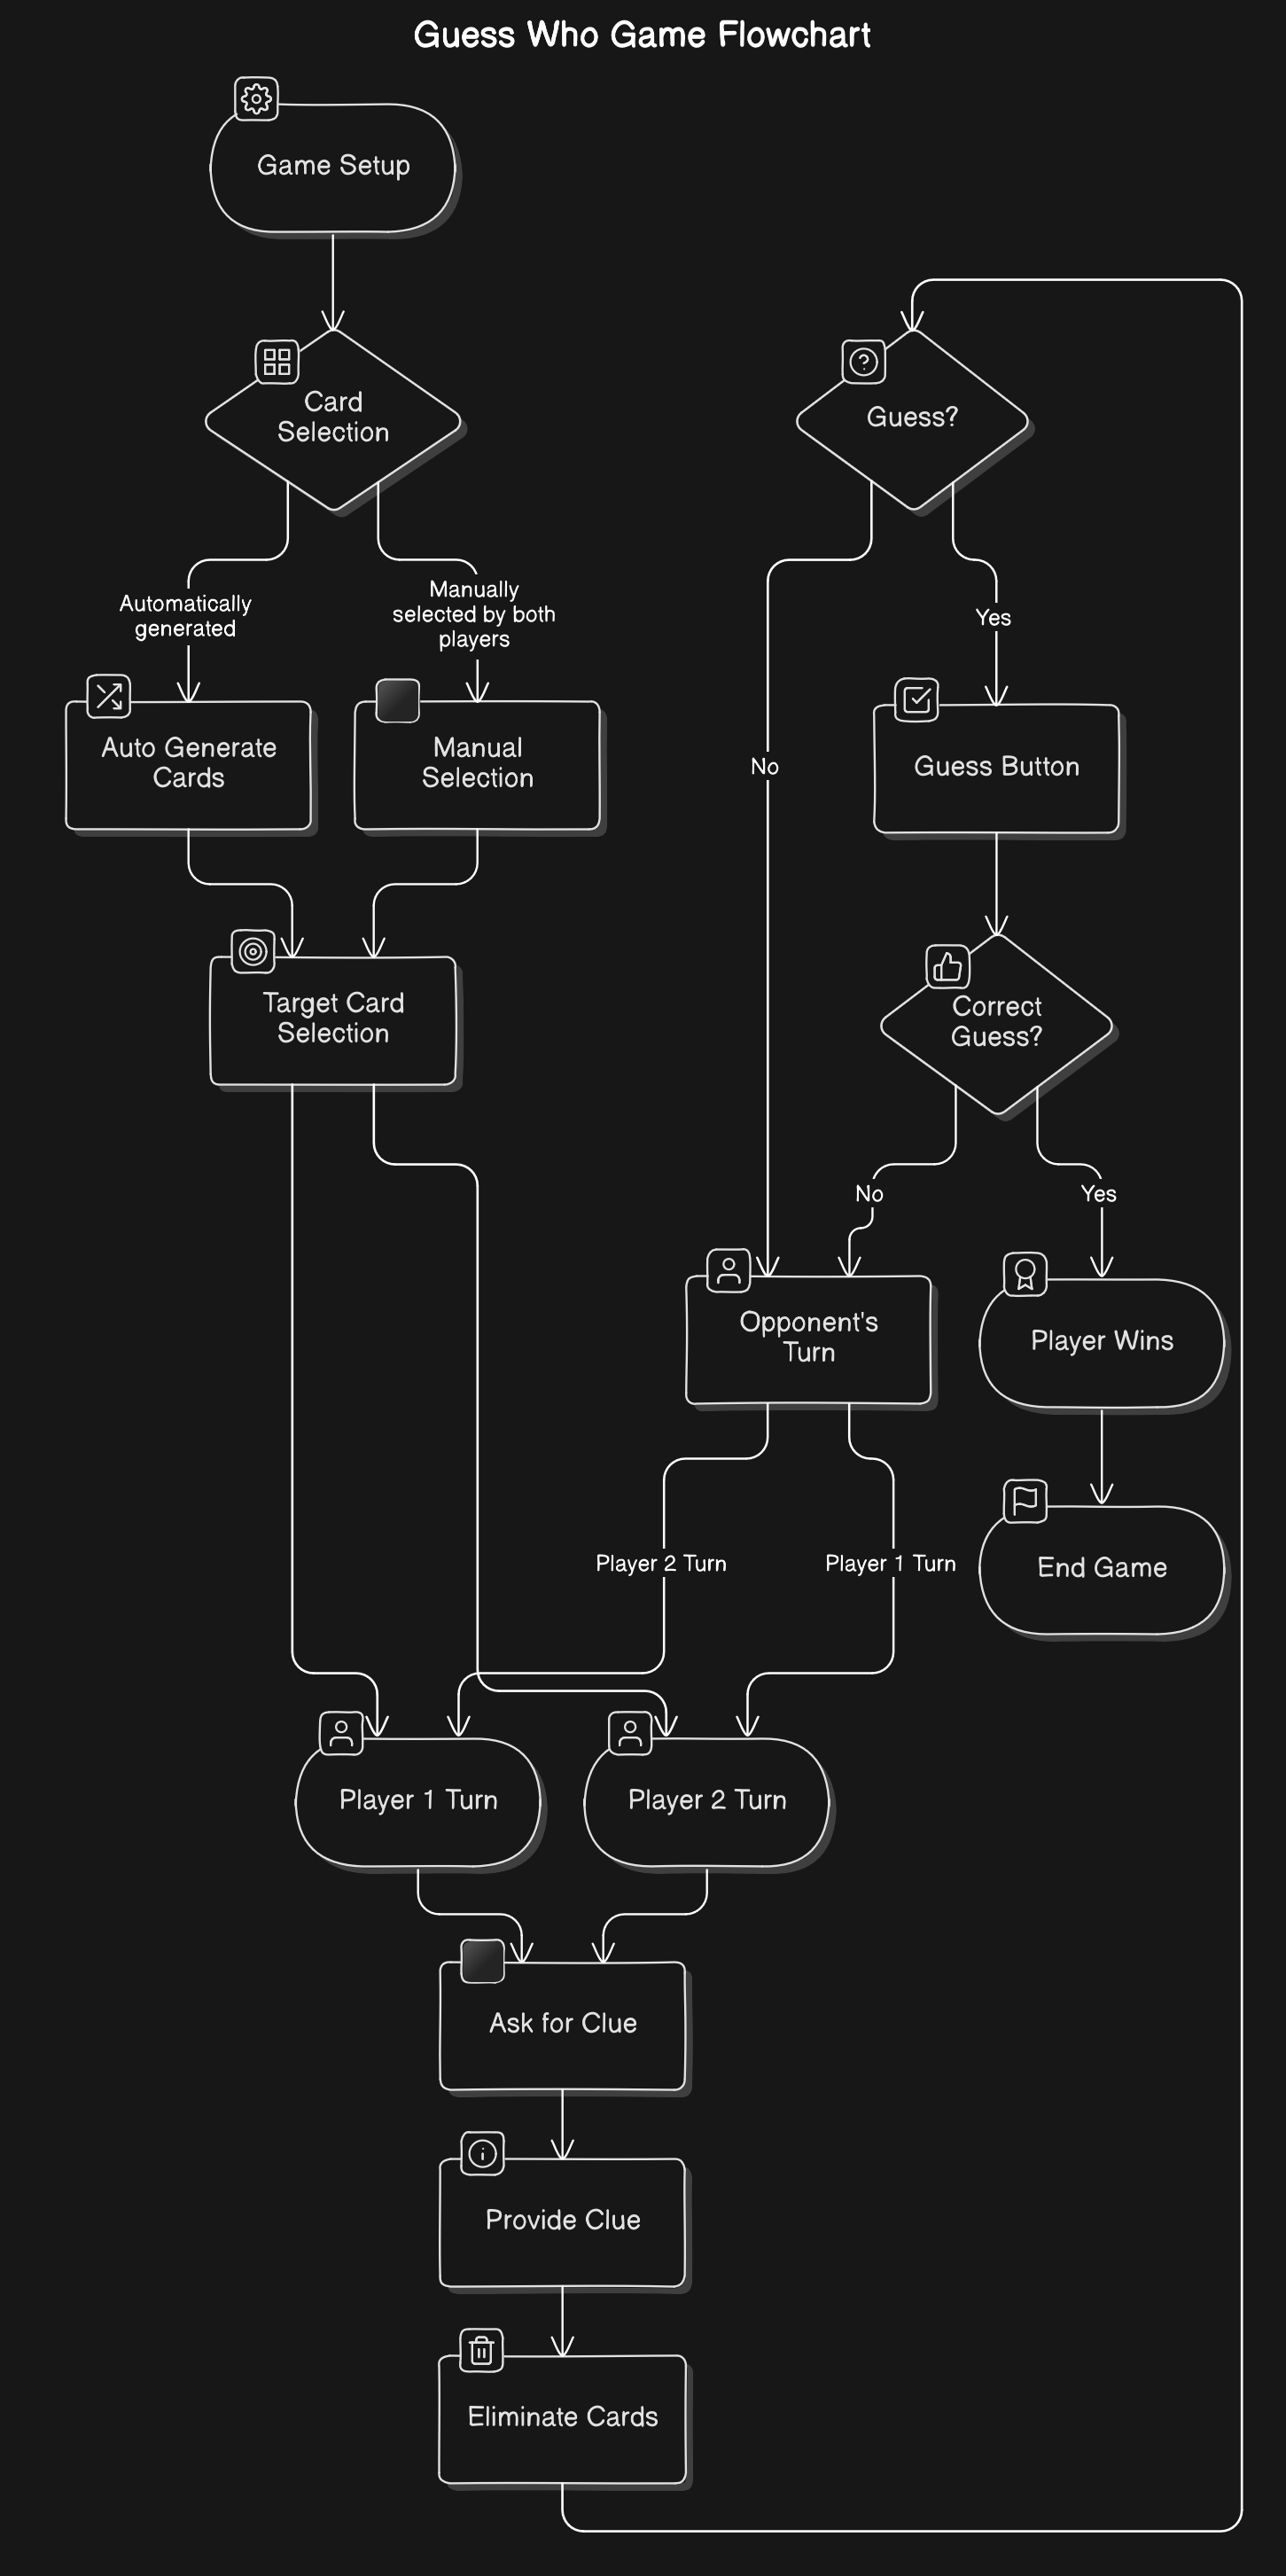 Guess Who Game Flowchart
Game Setup
Card
Selection
Guess?
Automatically
generated
Manually
selected by both
players
Yes
Auto Generate
Cards
Manual
Selection
No
Guess Button
Target Card
Selection
Correct
Guess?
No
Yes
Opponent's
Turn
Player Wins
Player 2 Turn
Player 1 Turn
End Game
Player 1 Turn
Player 2 Turn
Ask for Clue
Provide Clue
Eliminate Cards